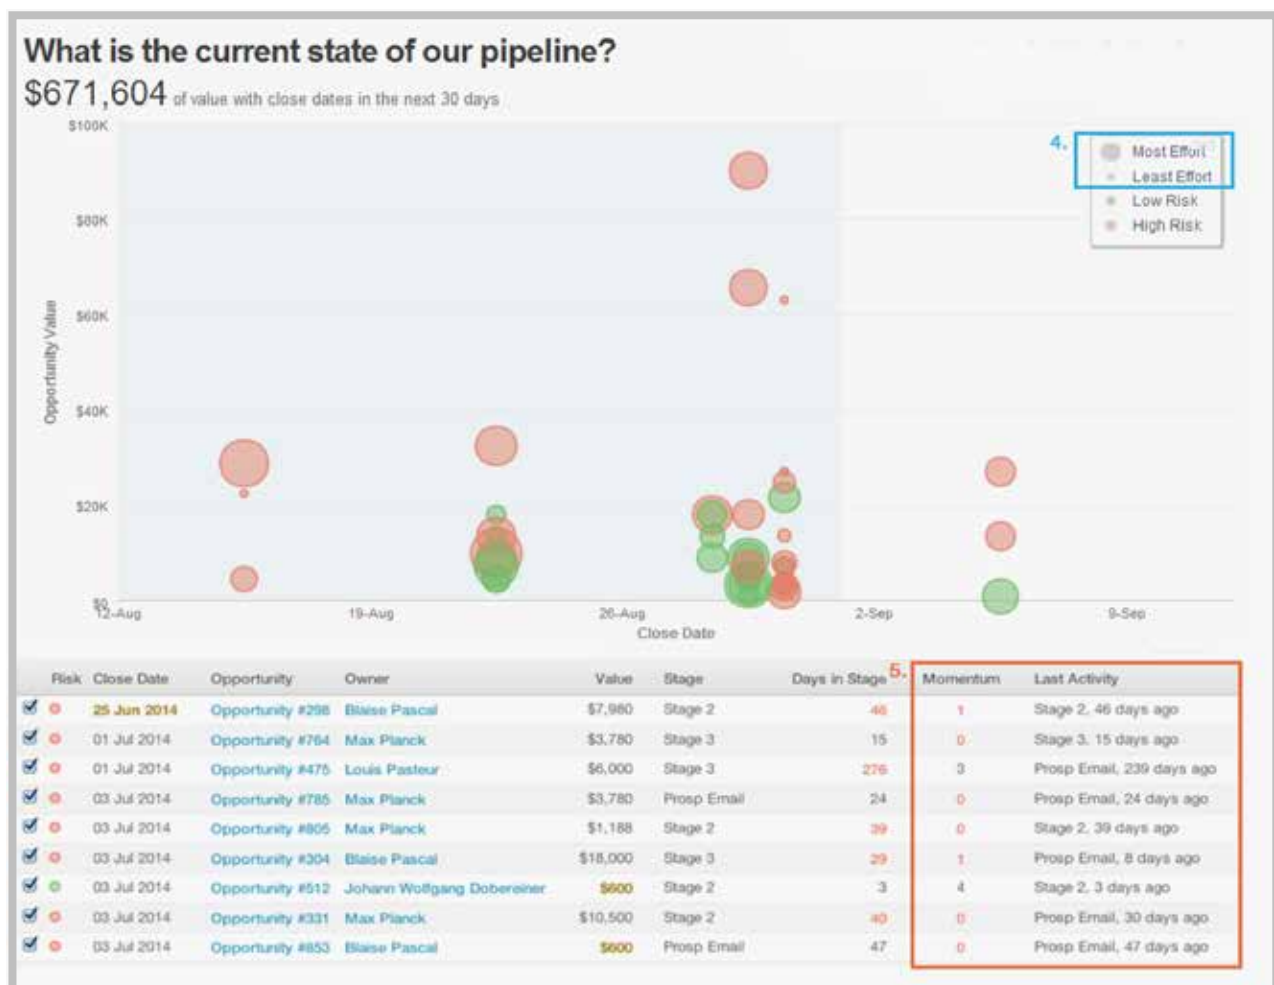 What is the current state of our pipeline?
$671,604 of value with close dates in the next 30 days
$100K
4.
Most Effort
Least Effort
Low Risk
High Risk
$80K
$60K
Opportunity Value
$40K
$20K
$0
12-Aug 19-Aug 26-Aug 2-Sep 9-Sep
Close Date
5.
Risk Close Date Opportunity Owner Value Stage Days in Stage Momentum Last Activity
25 Jun 2014 Opportunity #298 Blaise Pascal $7,980 Stage 2 46 1 Stage 2, 46 days ago
01 Jul 2014 Opportunity #764 Max Planck $3,780 Stage 3 15 0 Stage 3, 15 days ago
01 Jul 2014 Opportunity #475 Louis Pasteur $6,000 Stage 3 276 3 Prosp Email, 239 days ago
03 Jul 2014 Opportunity #785 Max Planck $3,780 Prosp Email 24 0 Prosp Email, 24 days ago
03 Jul 2014 Opportunity #805 Max Planck $1,188 Stage 2 39 0 Stage 2, 39 days ago
03 Jul 2014 Opportunity #304 Blaise Pascal $18,000 Stage 3 29 1 Prosp Email, 8 days ago
03 Jul 2014 Opportunity #512 Johann Wolfgang Dobereiner $600 Stage 2 3 4 Stage 2, 3 days ago
03 Jul 2014 Opportunity #331 Max Planck $10,500 Stage 2 40 0 Prosp Email, 30 days ago
03 Jul 2014 Opportunity #853 Blaise Pascal $600 Prosp Email 47 0 Prosp Email, 47 days ago